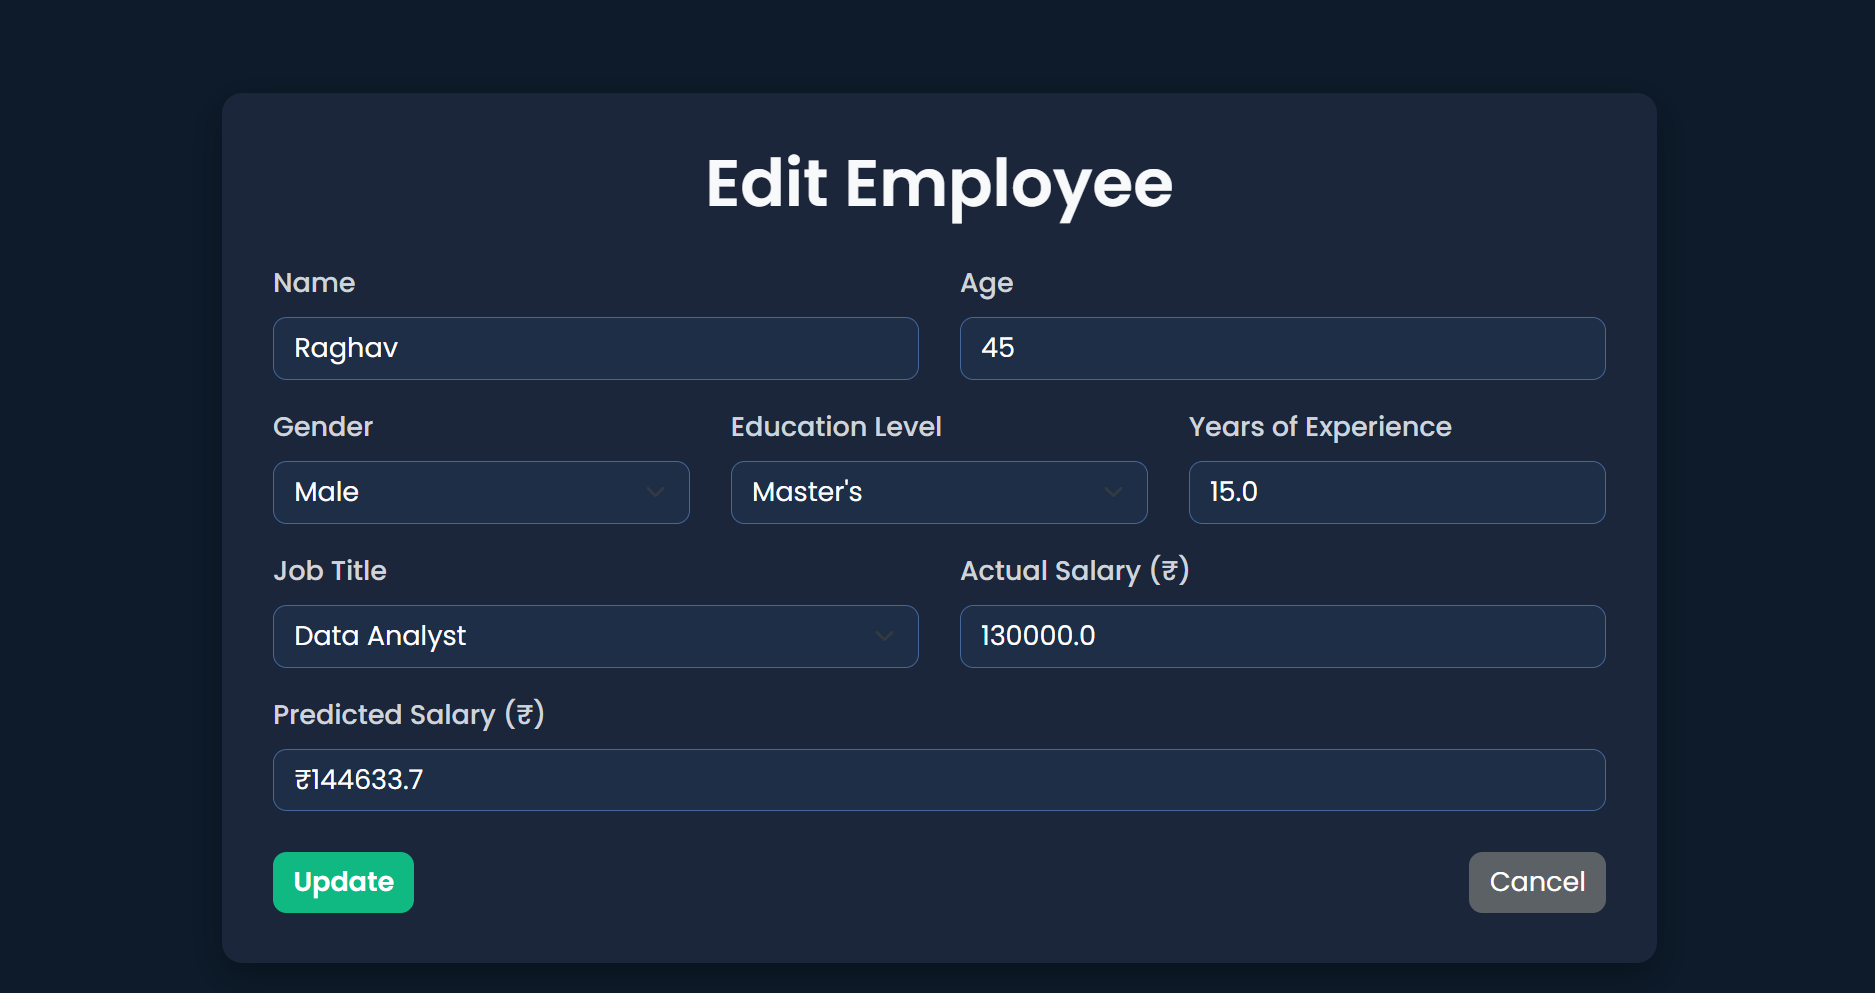 Edit Employee
Name
Age
Raghav
45
Gender
Education Level
Years of Experience
Male
Master's
15.0
Job Title
Actual Salary (₹)
Data Analyst
130000.0
Predicted Salary (₹)
₹144633.7
Update
Cancel